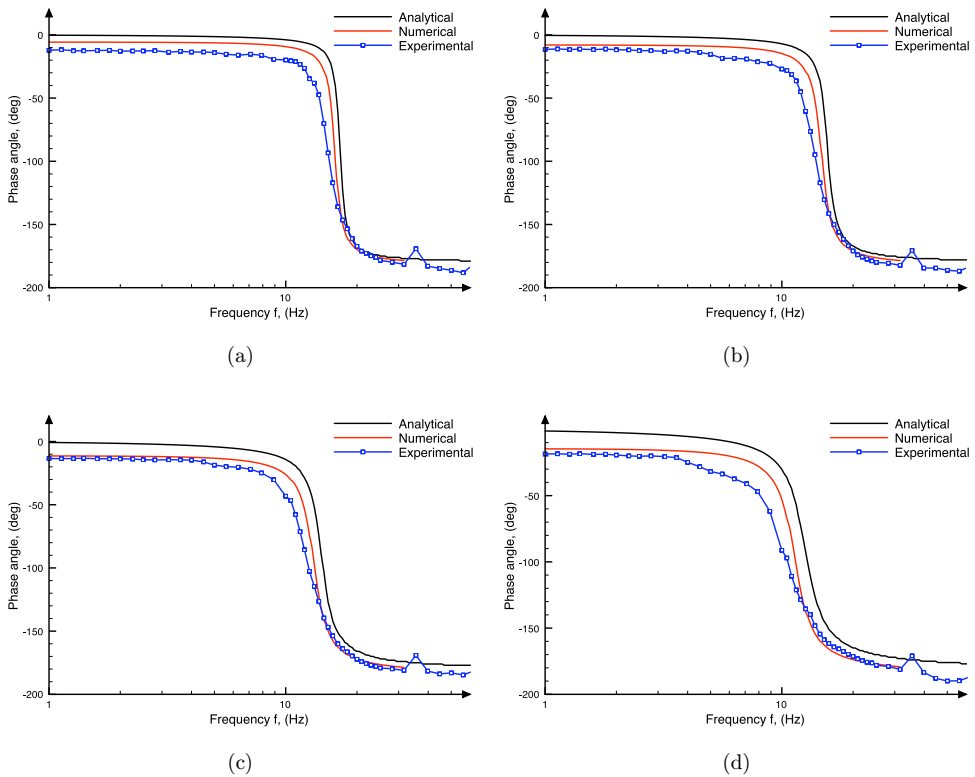 Analytical
Numerical
Experimental
0
-50
-100
-150
-200
Phase angle, (deg)
1
10
Frequency f, (Hz)
(a)
Analytical
Numerical
Experimental
0
-50
-100
-150
-200
Phase angle, (deg)
1
10
Frequency f, (Hz)
(b)
Analytical
Numerical
Experimental
0
-50
-100
-150
-200
Phase angle, (deg)
1
10
Frequency f, (Hz)
(c)
Analytical
Numerical
Experimental
-50
-100
-150
-200
Phase angle, (deg)
1
10
Frequency f, (Hz)
(d)